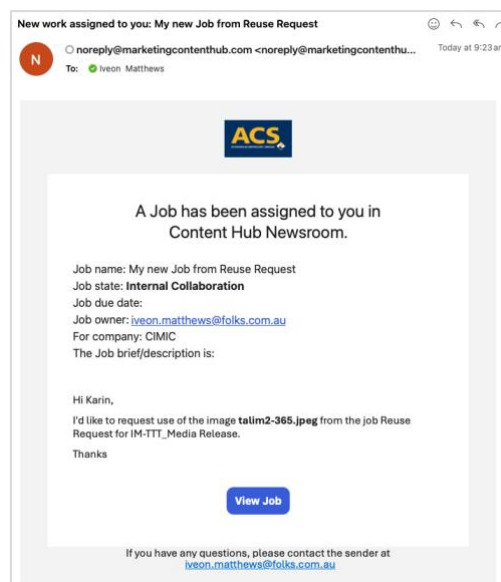 New work assigned to you: My new Job from Reuse Request
N
noreply@marketingcontenthub.com <noreply@marketingcontenthu...
Today at 9:23 am
To: Iveon Matthews
ACS
A Job has been assigned to you in
Content Hub Newsroom.
Job name: My new Job from Reuse Request
Job state: Internal Collaboration
Job due date:
Job owner: iveon.matthews@folks.com.au
For company: CIMIC
The Job brief/description is:
Hi Karin,
I'd like to request use of the image talim2-365.jpeg from the job Reuse
Request for IM-TTT_Media Release.
Thanks
View Job
If you have any questions, please contact the sender at
iveon.matthews@folks.com.au